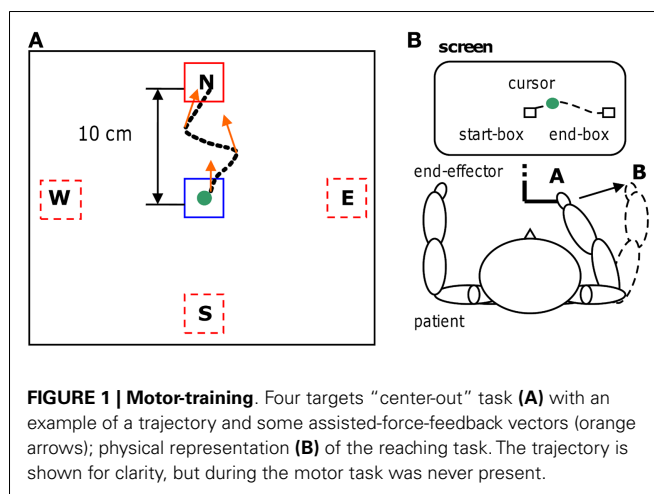 A
N
10 cm
W
E
S
B
screen
cursor
start-box end-box
end-effector
A
B
patient
FIGURE 1 | Motor-training. Four targets “center-out” task (A) with an
example of a trajectory and some assisted-force-feedback vectors (orange
arrows); physical representation (B) of the reaching task. The trajectory is
shown for clarity, but during the motor task was never present.